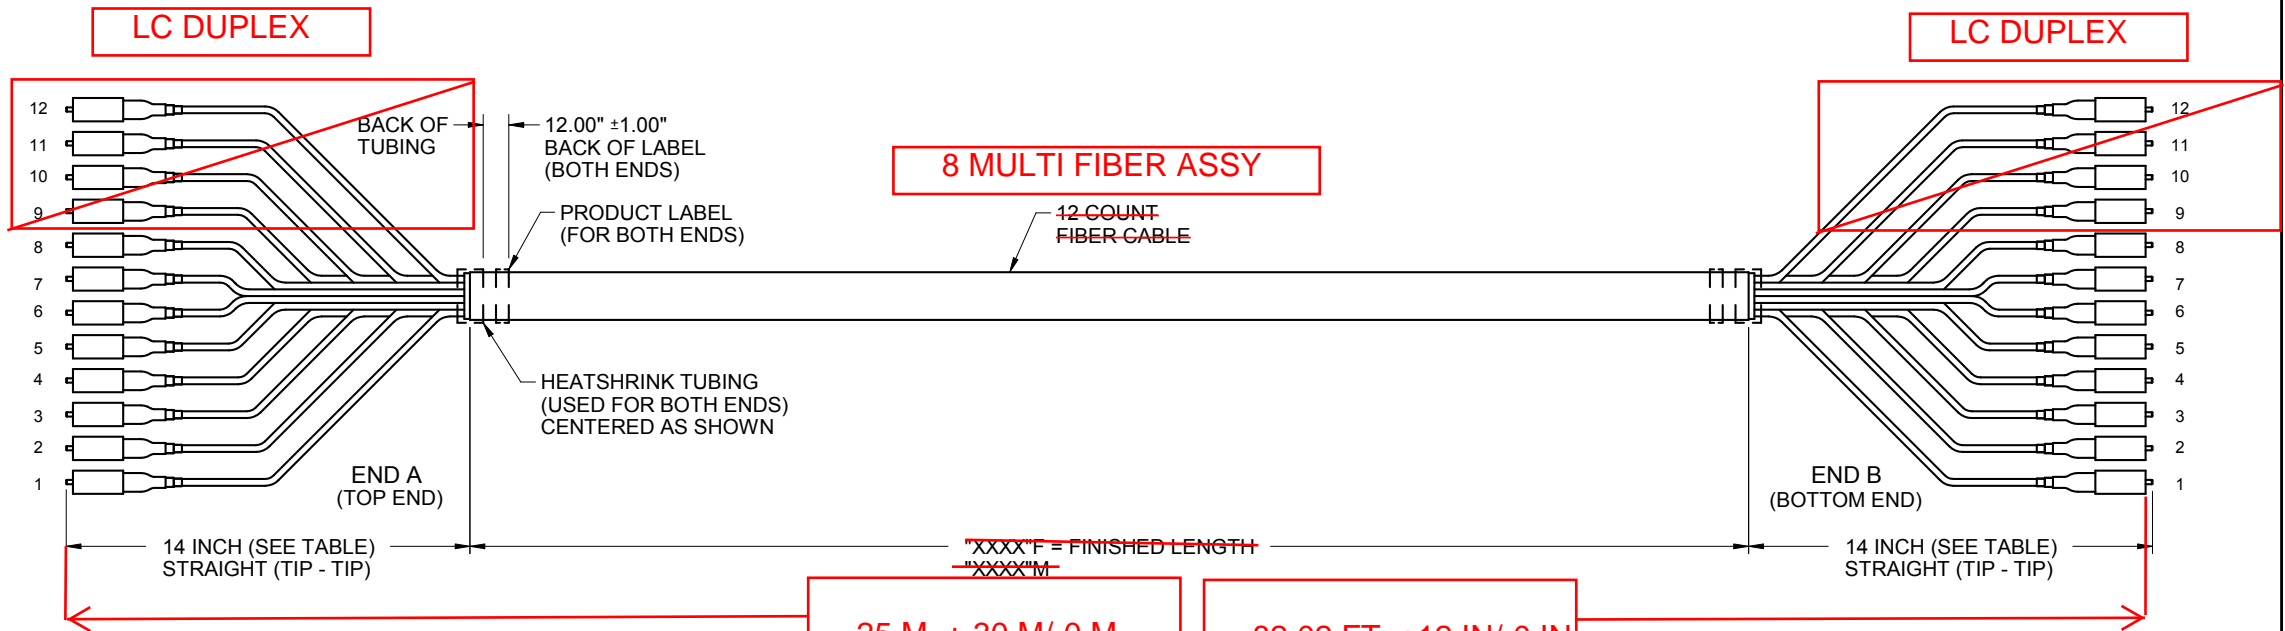 LC DUPLEX
LC DUPLEX
12
11
10
9
8
7
6
5
4
3
2
1
BACK OF
TUBING
12.00" ±1.00"
BACK OF LABEL
(BOTH ENDS)
PRODUCT LABEL
(FOR BOTH ENDS)
8 MULTI FIBER ASSY
12 COUNT
FIBER CABLE
HEATSHRINK TUBING
(USED FOR BOTH ENDS)
CENTERED AS SHOWN
END A
(TOP END)
12
11
10
9
8
7
6
5
4
3
2
1
END B
(BOTTOM END)
14 INCH (SEE TABLE)
STRAIGHT (TIP - TIP)
"XXXX"F = FINISHED LENGTH
"XXXX"M
14 INCH (SEE TABLE)
STRAIGHT (TIP - TIP)